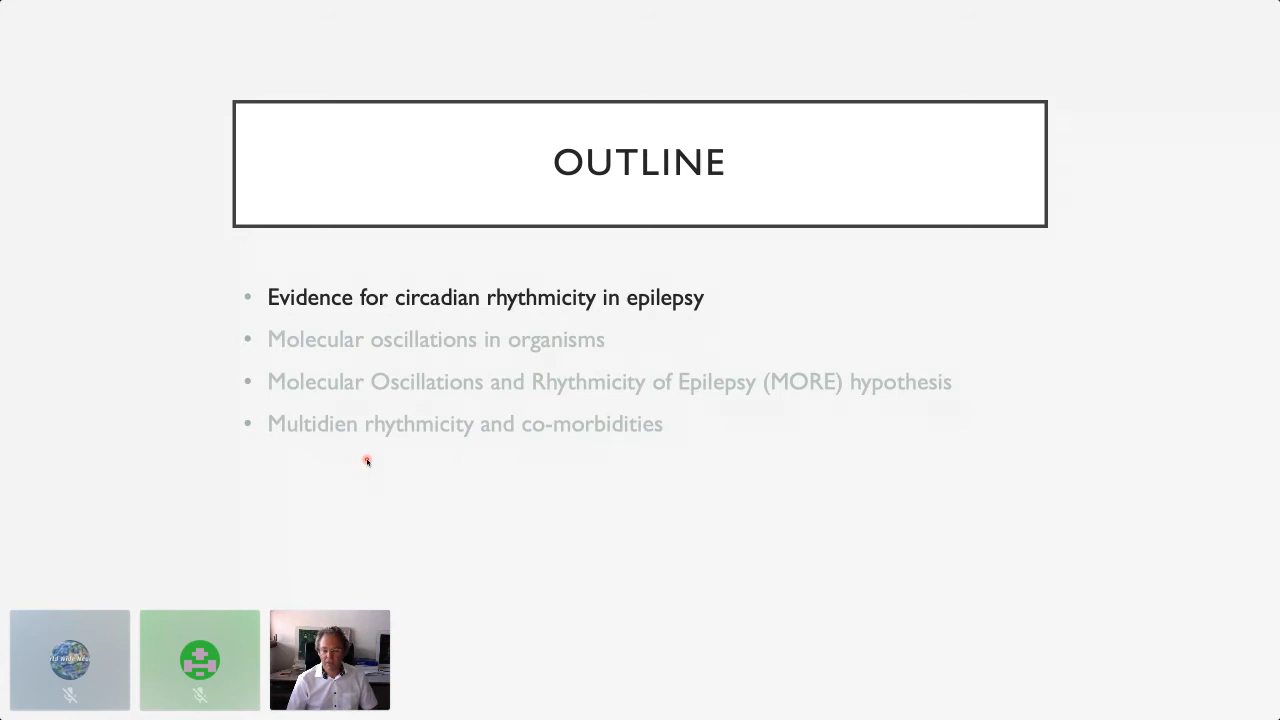 OUTLINE
• Evidence for circadian rhythmicity in epilepsy
• Molecular oscillations in organisms
• Molecular Oscillations and Rhythmicity of Epilepsy (MORE) hypothesis
• Multidien rhythmicity and co-morbidities